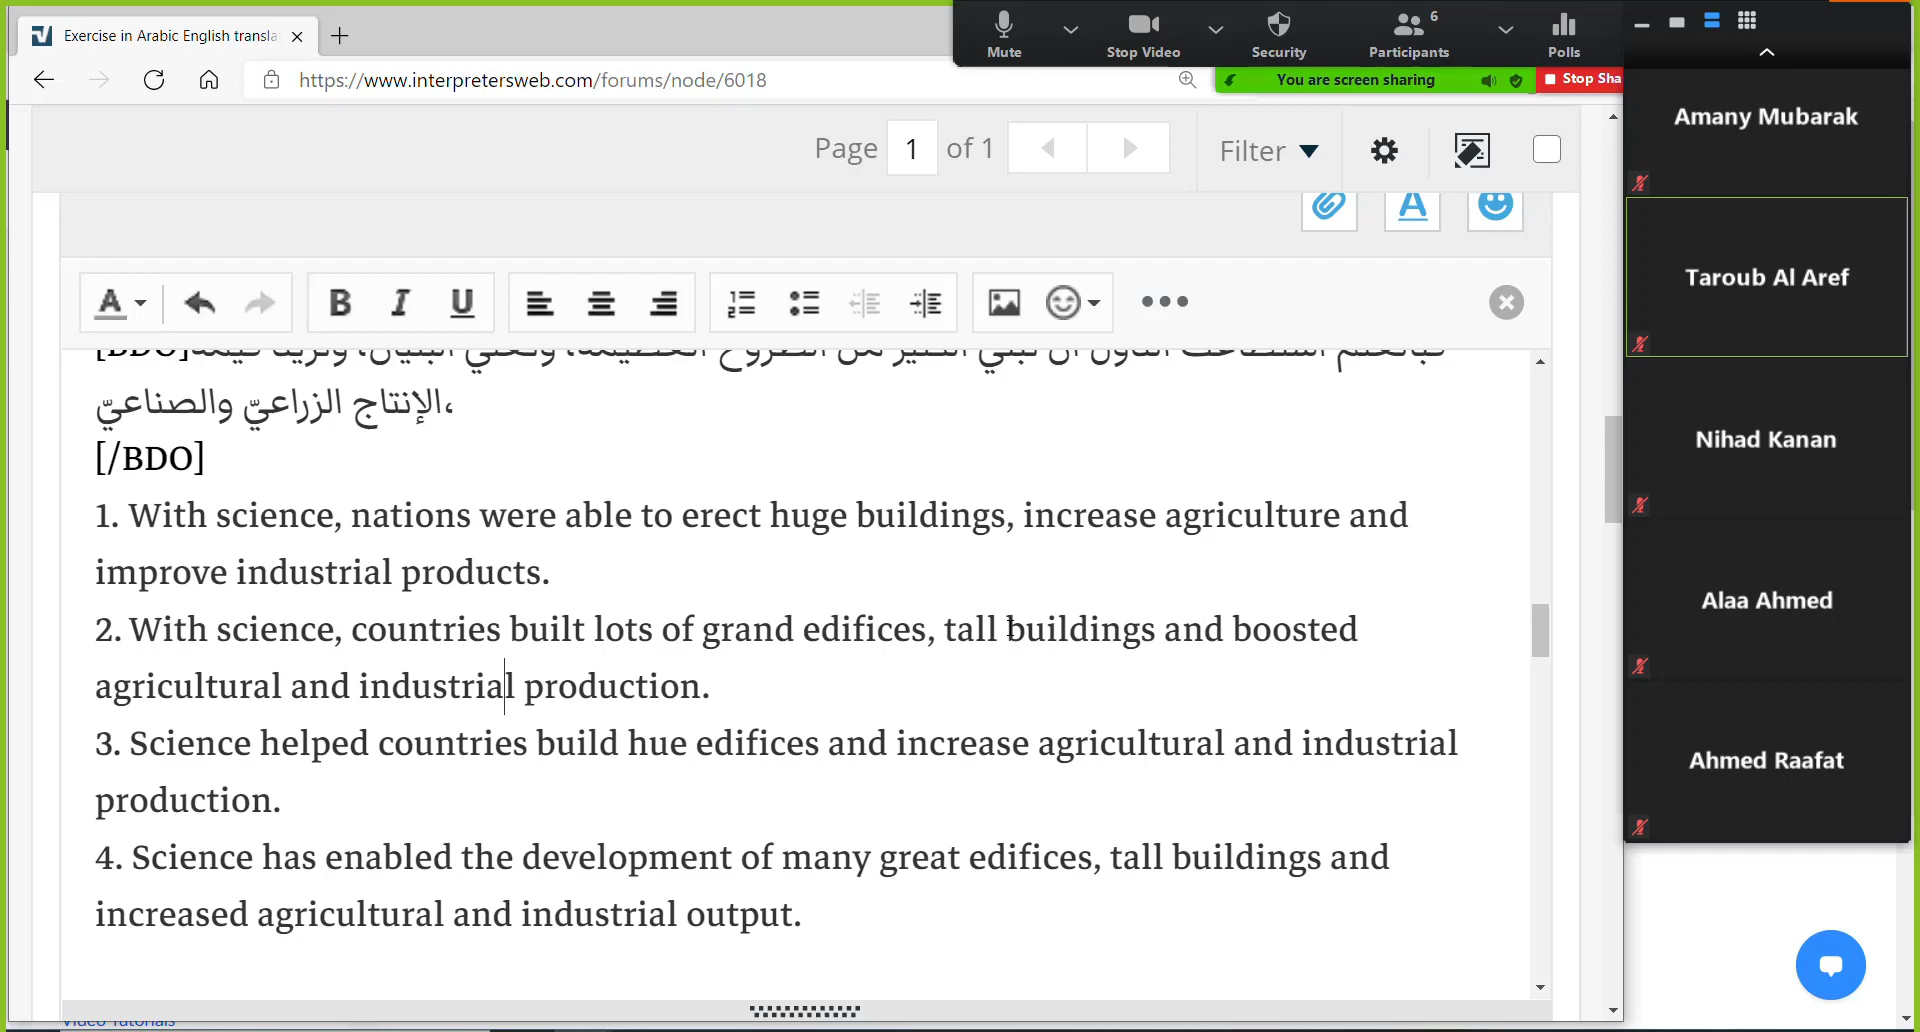 Exercise in Arabic English transla
https://www.interpretersweb.com/forums/node/6018
Mute
Stop Video
Security
6
Participants
Polls
You are screen sharing
Stop Sha
Page 1 of 1
Filter
A
A B I U
،الإنتاج الزراعيّ والصناعيّ
[/BDO]
1. With science, nations were able to erect huge buildings, increase agriculture and
improve industrial products.
2. With science, countries built lots of grand edifices, tall buildings and boosted
agricultural and industrial production.
3. Science helped countries build hue edifices and increase agricultural and industrial
production.
4. Science has enabled the development of many great edifices, tall buildings and
increased agricultural and industrial output.
Video Tutorials
Amany Mubarak
Taroub Al Aref
Nihad Kanan
Alaa Ahmed
Ahmed Raafat